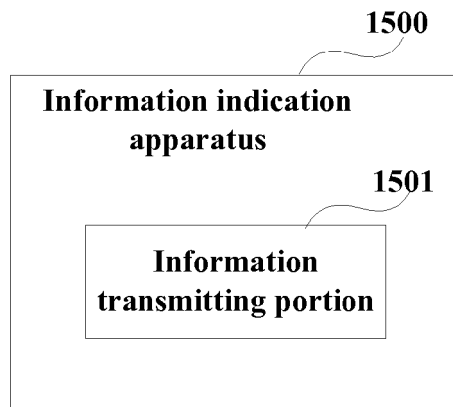 1500
Information indication
apparatus
1501
Information
transmitting portion